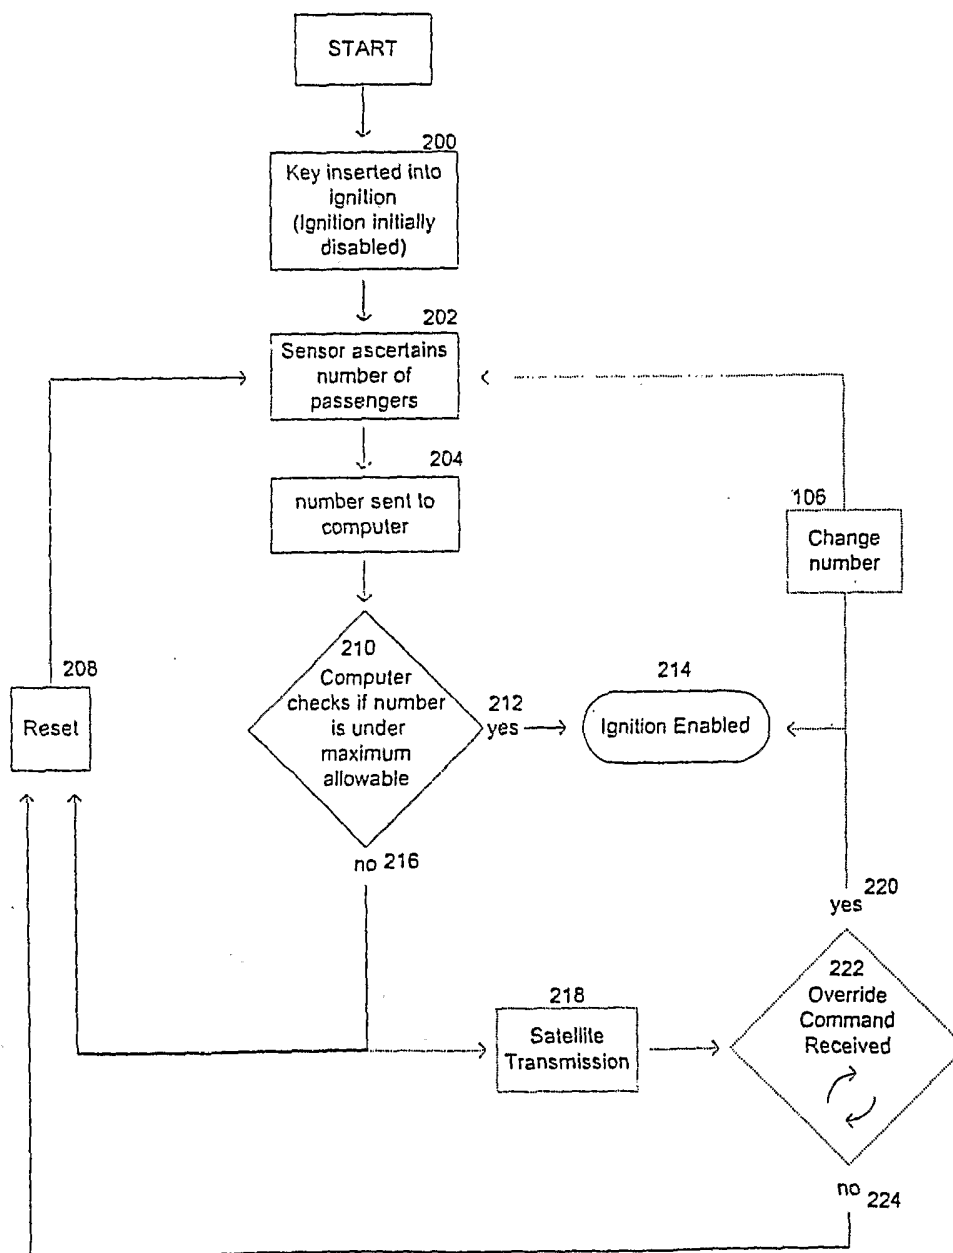 START
200
Key inserted into
ignition
(Ignition initially
disabled)
202
Sensor ascertains
number of
passengers
204
number sent to
computer
106
Change
number
210
Computer
checks if number
is under
maximum
allowable
212
yes
214
Ignition Enabled
208
Reset
no 216
220
yes
218
Satellite
Transmission
222
Override
Command
Received
no 224